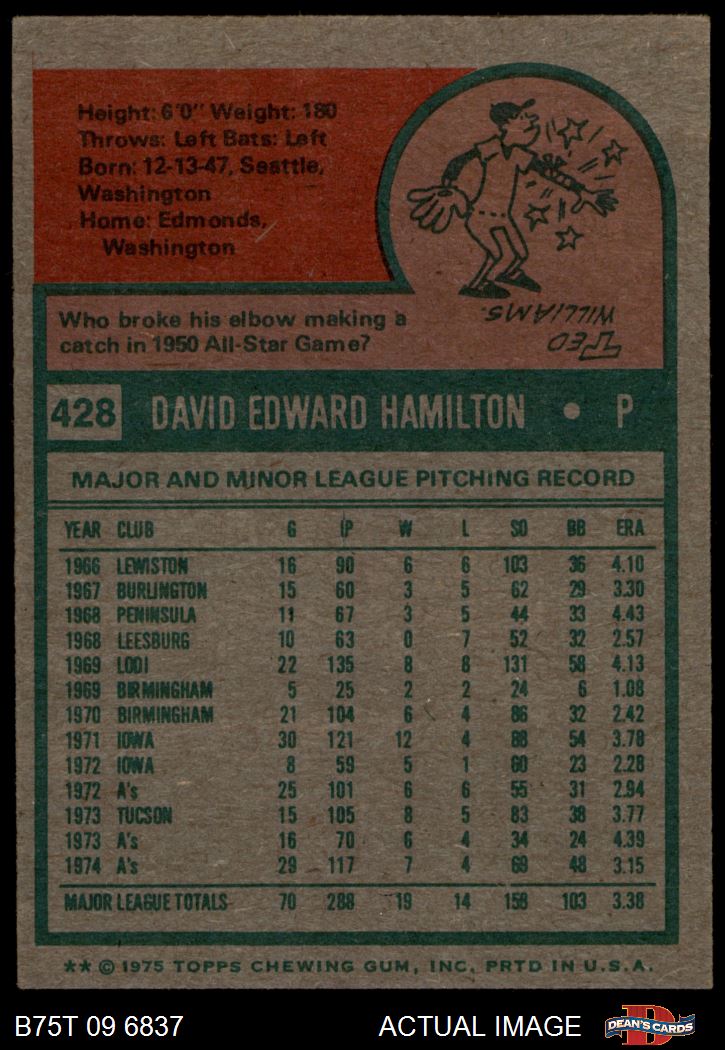 Height: 6'0" Weight: 180
Throws: Left Bats: Left
Born: 12-13-47, Seattle,
Washington
Home: Edmonds,
Washington
Who broke his elbow making a
catch in 1950 All-Star Game?
TED
WILLIAMS.
428 DAVID EDWARD HAMILTON • P
MAJOR AND MINOR LEAGUE PITCHING RECORD
YEAR CLUB G IP W L SO BB ERA
1966 LEWISTON 16 90 6 6 103 36 4.10
1967 BURLINGTON 15 60 3 5 62 29 3.30
1968 PENINSULA 11 67 3 5 44 33 4.43
1968 LEESBURG 10 63 0 7 52 32 2.57
1969 LODI 22 135 8 8 131 58 4.13
1969 BIRMINGHAM 5 25 2 2 24 6 1.08
1970 BIRMINGHAM 21 104 6 4 86 32 2.42
1971 IOWA 30 121 12 4 88 54 3.78
1972 IOWA 8 59 5 1 60 23 2.28
1972 A's 25 101 6 6 55 31 2.94
1973 TUCSON 15 105 8 5 83 38 3.77
1973 A's 16 70 6 4 34 24 4.39
1974 A's 29 117 7 4 69 48 3.15
MAJOR LEAGUE TOTALS 70 288 19 14 158 103 3.38
** © 1975 TOPPS CHEWING GUM, INC. PRTD IN U.S.A.
B75T 09 6837 ACTUAL IMAGE
D
DEAN'S CARDS